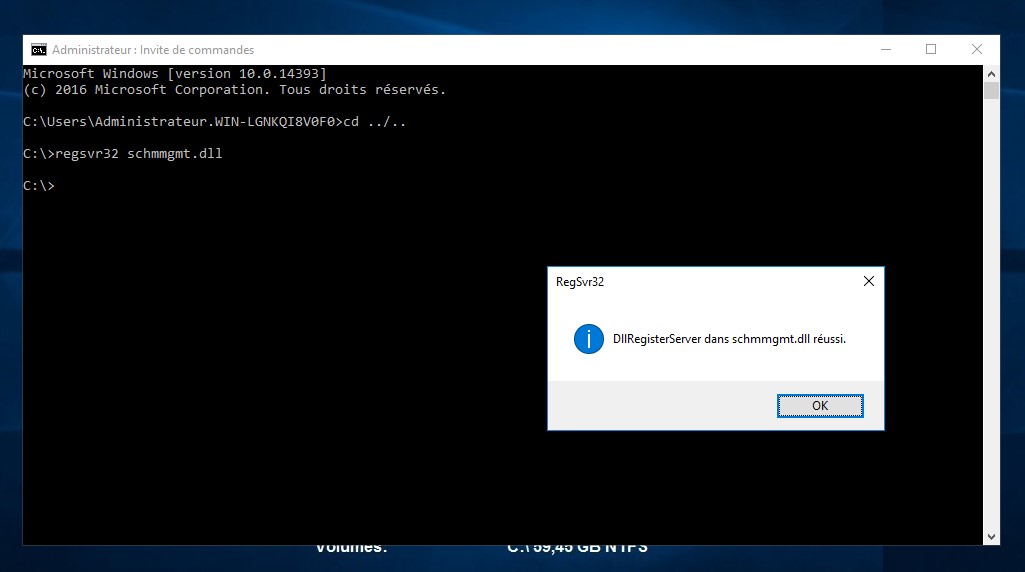 Administrateur : Invite de commandes
Microsoft Windows [version 10.0.14393]
(c) 2016 Microsoft Corporation. Tous droits réservés.
C:\Users\Administrateur.WIN-LGNKQI8V0F0>cd ../..
C:\>regsvr32 schmmgmt.dll
C:\>
RegSvr32
DllRegisterServer dans schmmgmt.dll réussi.
OK
Volumes: C:\ 59,45 GB NTFS